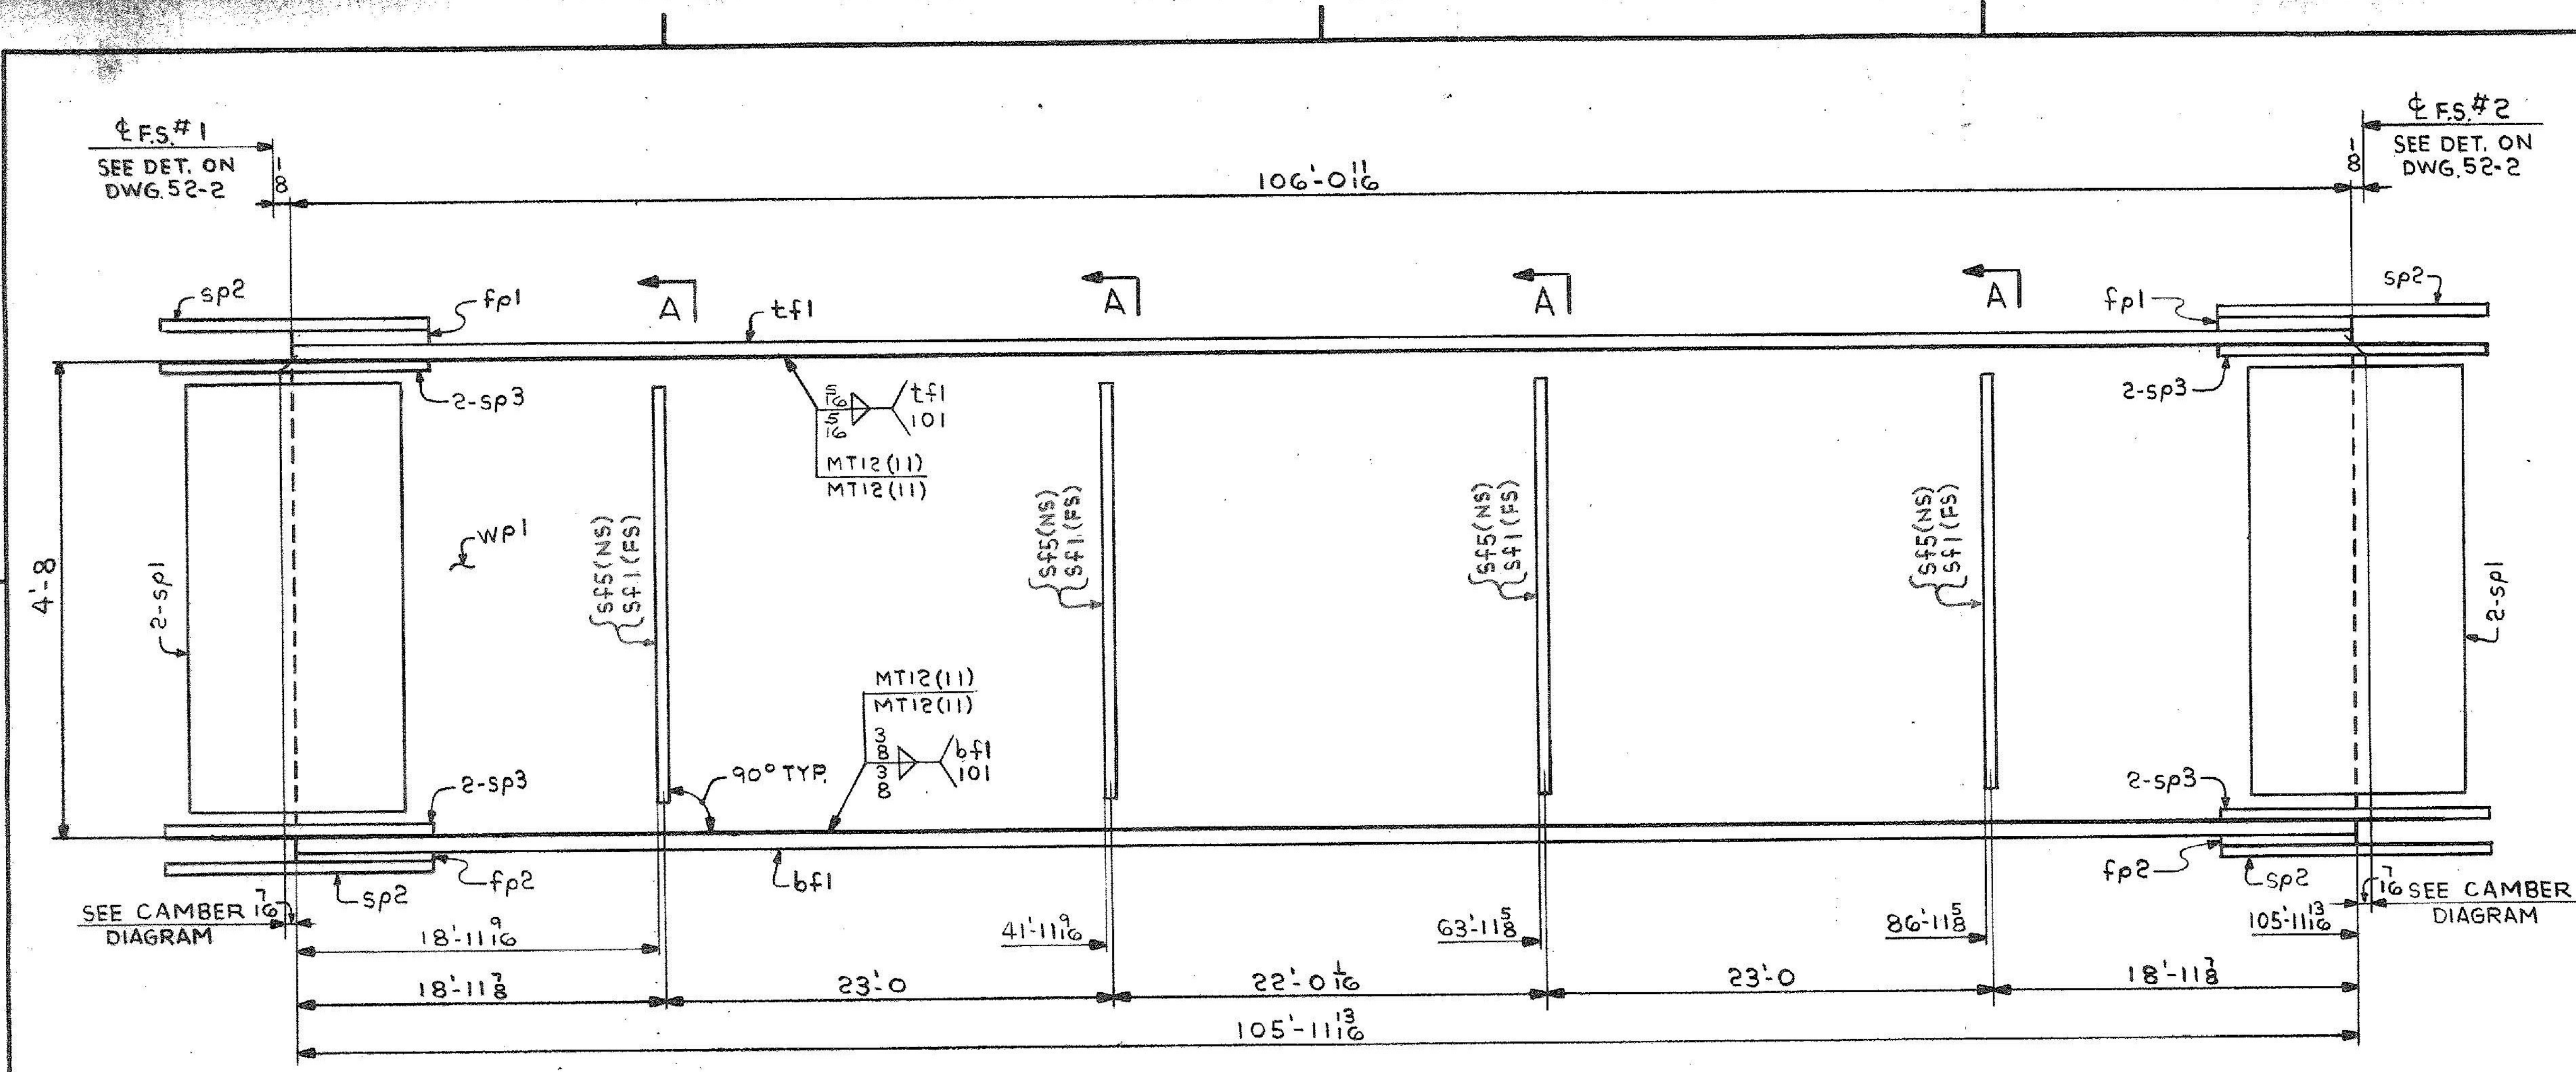 ℄ F.S.#1
SEE DET. ON
DWG. 52-2
1/8
106'-0 11/16
1/8
℄ F.S.#2
SEE DET. ON
DWG. 52-2
sp2
fp1
tf1
A
A
A
A
fp1
sp2
2-sp3
5/16
5/16
tf1
101
MT12(11)
MT12(11)
2-sp3
4'-8
2-sp1
wp1
sf5(NS)
sf1(FS)
sf5(NS)
sf1(FS)
sf5(NS)
sf1(FS)
sf5(NS)
sf1(FS)
2-sp1
MT12(11)
MT12(11)
3/8
3/8
bf1
101
90° TYP.
2-sp3
2-sp3
fp2
sp2
bf1
fp2
sp2
SEE CAMBER
DIAGRAM
7/16
7/16
SEE CAMBER
DIAGRAM
18'-11 9/16
41'-11 9/16
63'-11 5/8
86'-11 5/8
105'-11 13/16
18'-11 7/8
23'-0
22'-0 1/16
23'-0
18'-11 7/8
105'-11 13/16